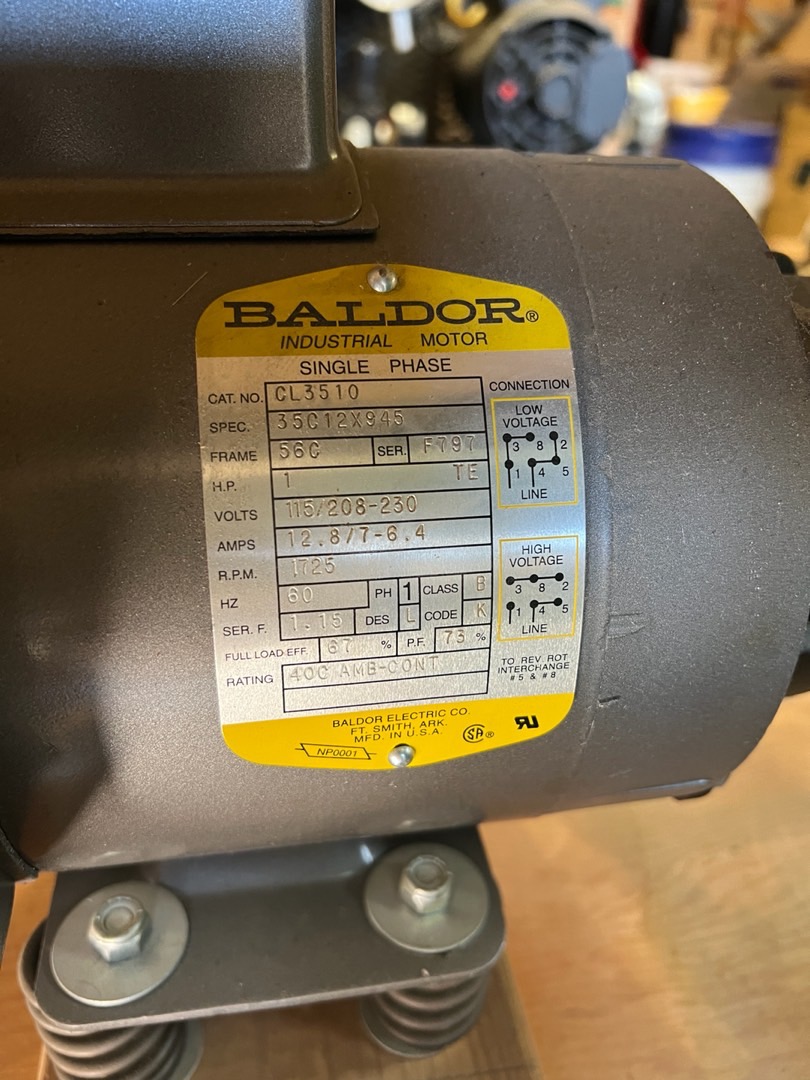 BALDOR®
INDUSTRIAL MOTOR
SINGLE PHASE
CAT. NO. CL3510
SPEC. 35C12X945
FRAME 56C SER. F797
H.P. 1 TE
VOLTS 115/208-230
AMPS 12.8/7-6.4
R.P.M. 1725
HZ 60 PH 1 CLASS B
SER. F. 1.15 DES L CODE K
FULL LOAD EFF. 67 % P.F. 73 %
RATING 40C AMB-CONT
CONNECTION
LOW
VOLTAGE
3 8 2
1 4 5
LINE
HIGH
VOLTAGE
3 8 2
1 4 5
LINE
TO REV. ROT
INTERCHANGE
#5 & #8
BALDOR ELECTRIC CO.
FT. SMITH, ARK.
MFD. IN U.S.A.
NP0001
SA®
RU